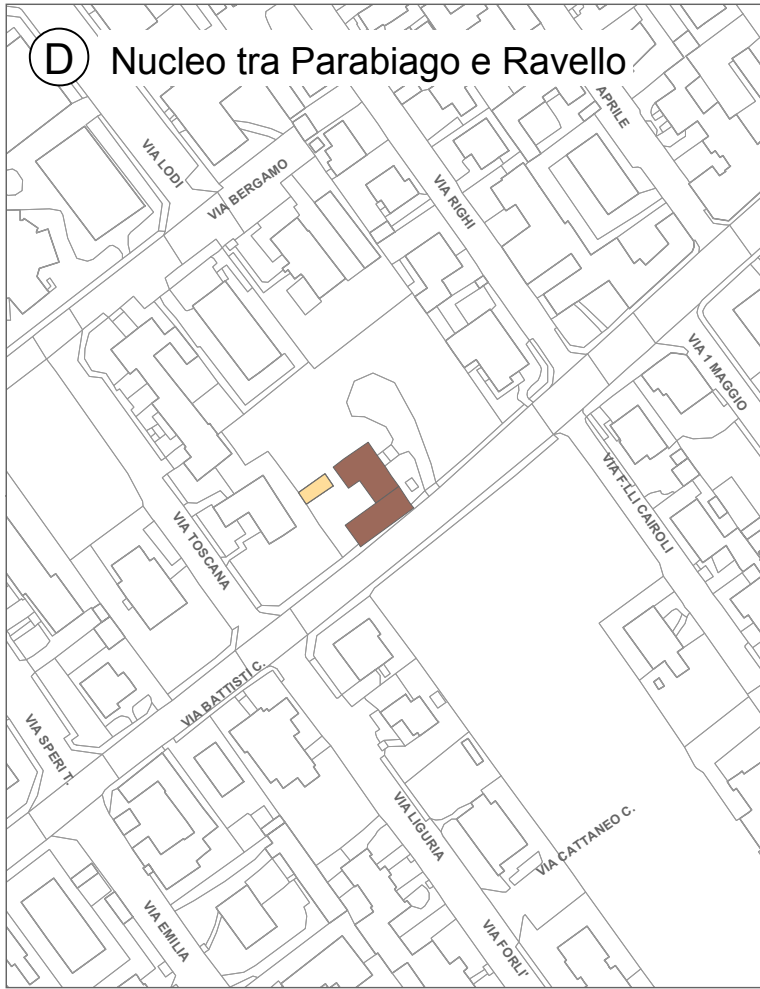 D Nucleo tra Parabiago e Ravello
APRILE
VIA LODI
VIA BERGAMO
VIA RIGHI
VIA 1 MAGGIO
VIA F.LLI CAIROLI
VIA TOSCANA
VIA BATTISTI C.
VIA SPERI T.
VIA LIGURIA
VIA CATTANEO C.
VIA EMILIA
VIA FORLI'